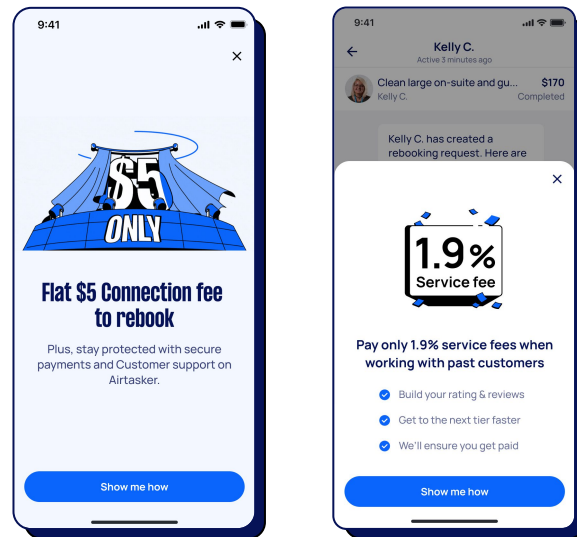 9:41
$5
ONLY
Flat $5 Connection fee
to rebook
Plus, stay protected with secure
payments and Customer support on
Airtasker.
Show me how
9:41
Kelly C.
Active 3 minutes ago
Clean large on-suite and gu... $170
Kelly C. Completed
Kelly C. has created a
rebooking request. Here are
1.9%
Service fee
Pay only 1.9% service fees when
working with past customers
Build your rating & reviews
Get to the next tier faster
We'll ensure you get paid
Show me how